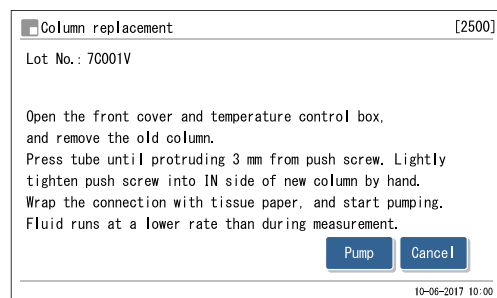 Column replacement [2500]
Lot No.: 7C001V
Open the front cover and temperature control box,
and remove the old column.
Press tube until protruding 3 mm from push screw. Lightly
tighten push screw into IN side of new column by hand.
Wrap the connection with tissue paper, and start pumping.
Fluid runs at a lower rate than during measurement.
Pump Cancel
10-06-2017 10:00